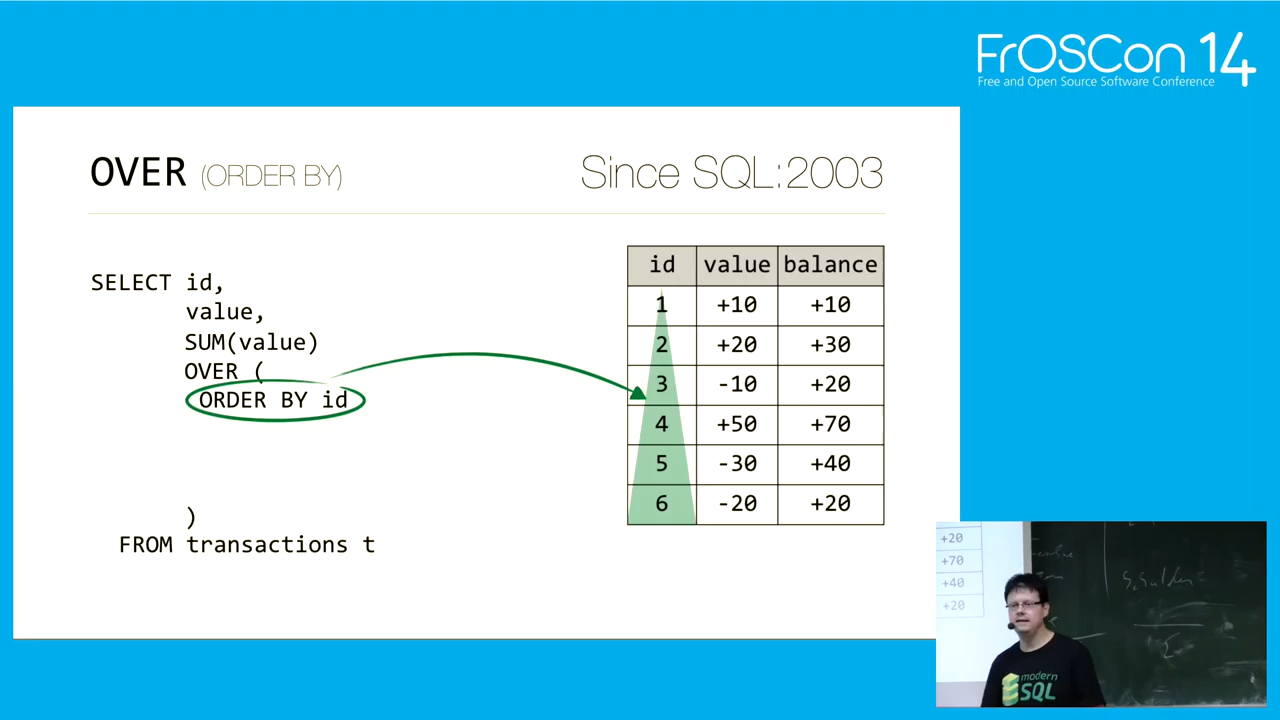 FrOSCon 14
Free and Open Source Software Conference
OVER (ORDER BY)
Since SQL:2003
SELECT id,
value,
SUM(value)
OVER (
ORDER BY id
)
FROM transactions t
id value balance
1 +10 +10
2 +20 +30
3 -10 +20
4 +50 +70
5 -30 +40
6 -20 +20
+20
+70
+40
+20
modern
SQL